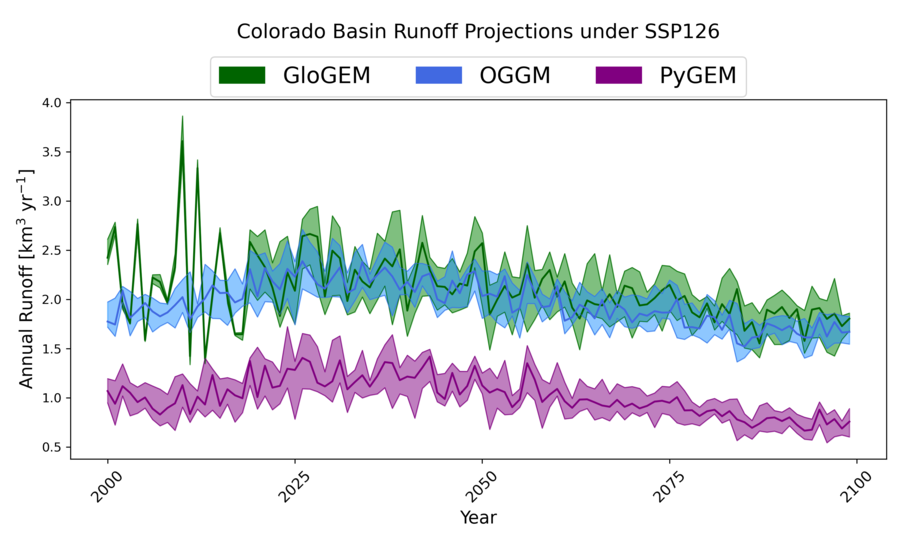 Colorado Basin Runoff Projections under SSP126
GloGEM OGGM PyGEM
Annual Runoff [km³ yr⁻¹]
4.0
3.5
3.0
2.5
2.0
1.5
1.0
0.5
2000 2025 2050 2075 2100
Year